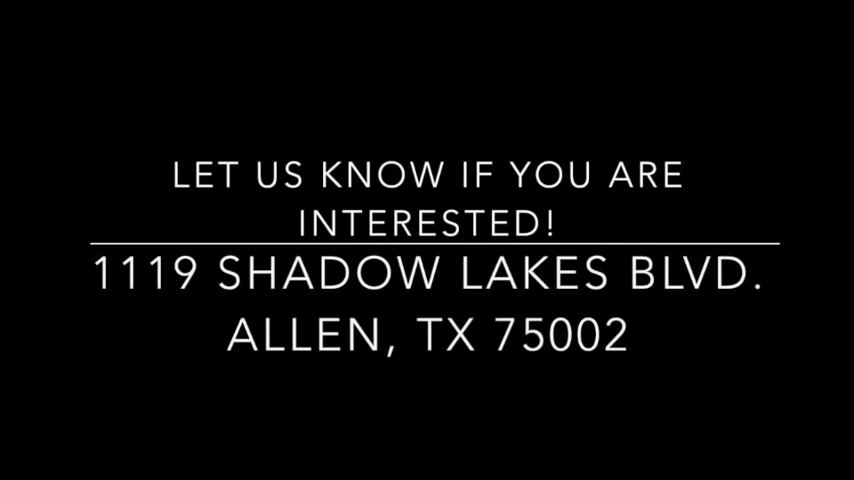 LET US KNOW IF YOU ARE
INTERESTED!
1119 SHADOW LAKES BLVD.
ALLEN, TX 75002